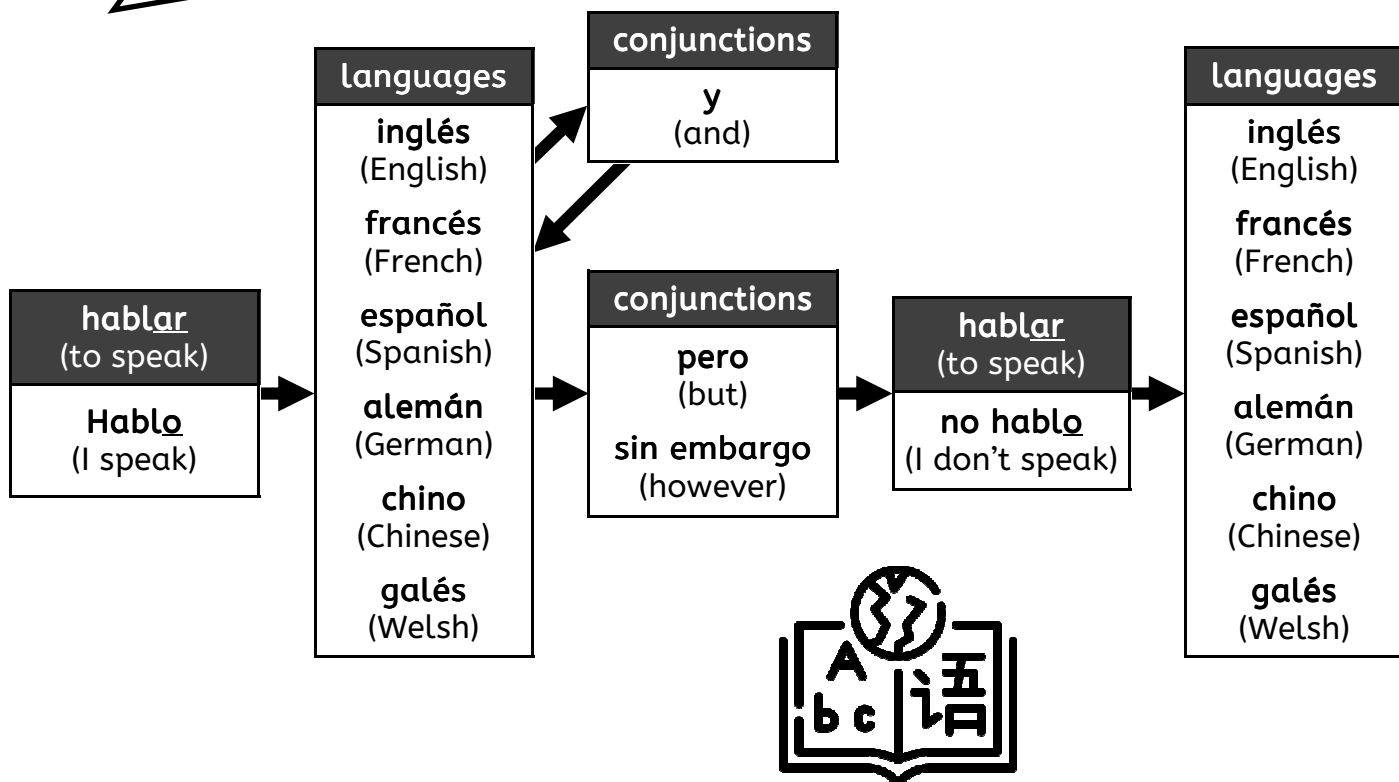 hablar
(to speak)
Hablo
(I speak)
languages
inglés
(English)
francés
(French)
español
(Spanish)
alemán
(German)
chino
(Chinese)
galés
(Welsh)
conjunctions
y
(and)
conjunctions
pero
(but)
sin embargo
(however)
hablar
(to speak)
no hablo
(I don't speak)
languages
inglés
(English)
francés
(French)
español
(Spanish)
alemán
(German)
chino
(Chinese)
galés
(Welsh)
A
b c
语